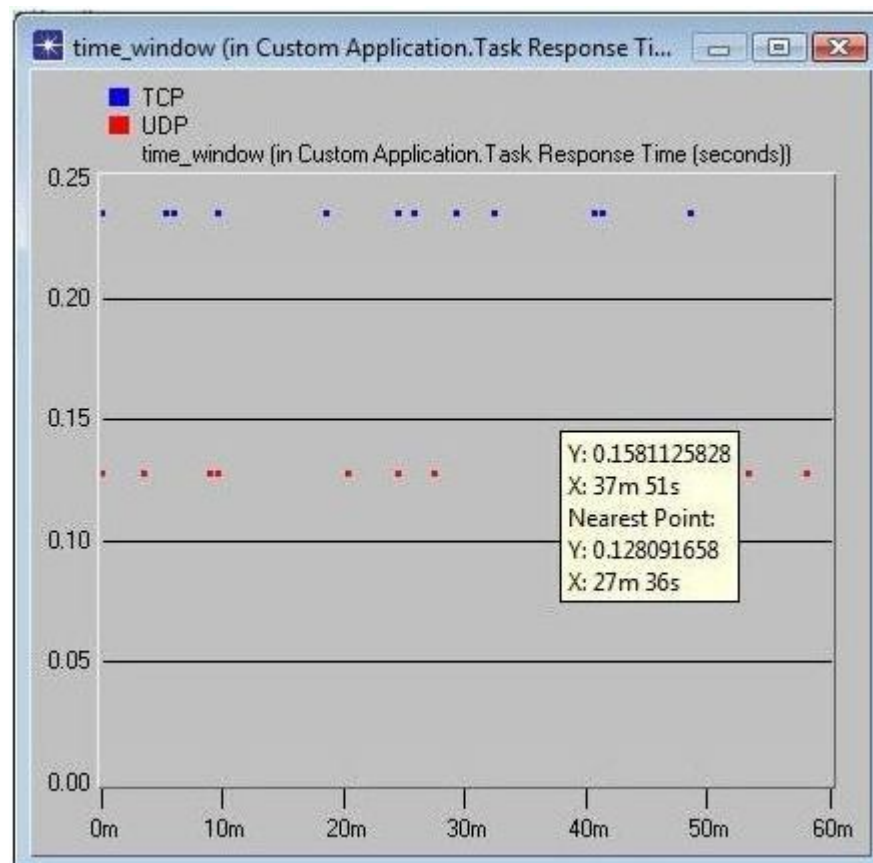 time_window (in Custom Application.Task Response Ti...
TCP
UDP
time_window (in Custom Application.Task Response Time (seconds))
0.25
0.20
0.15
0.10
0.05
0.00
Y: 0.1581125828
X: 37m 51s
Nearest Point:
Y: 0.128091658
X: 27m 36s
0m 10m 20m 30m 40m 50m 60m